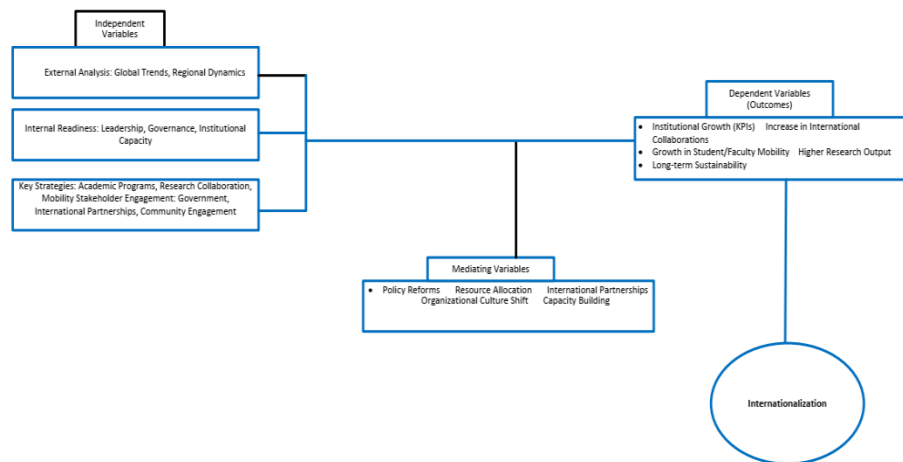 Independent
Variables
External Analysis: Global Trends, Regional Dynamics
Internal Readiness: Leadership, Governance, Institutional
Capacity
Key Strategies: Academic Programs, Research Collaboration,
Mobility Stakeholder Engagement: Government,
International Partnerships, Community Engagement
Dependent Variables
(Outcomes)
• Institutional Growth (KPIs) Increase in International
Collaborations
• Growth in Student/Faculty Mobility Higher Research Output
• Long-term Sustainability
Mediating Variables
• Policy Reforms Resource Allocation International Partnerships
Organizational Culture Shift Capacity Building
Internationalization